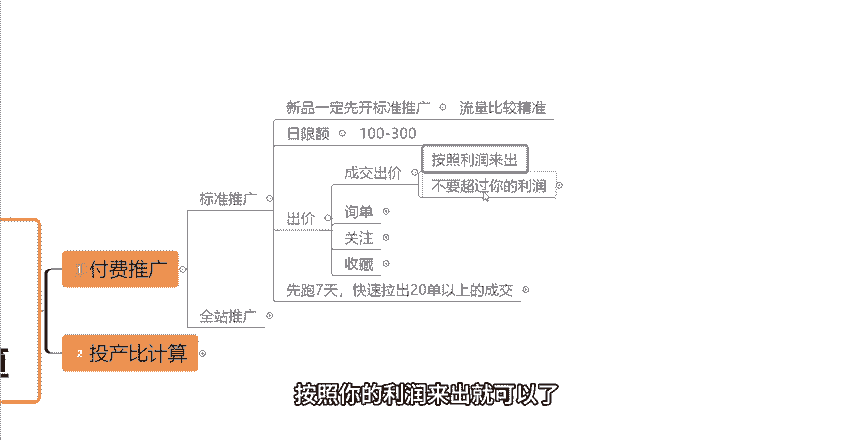 新品一定先开标准推广
流量比较精准
日限额
100-300
按照利润来出
成交出价
不要超过你的利润
标准推广
出价
询单
关注
收藏
1 付费推广
先跑7天，快速拉出20单以上的成交
全站推广
2 投产比计算
按照你的利润来出就可以了